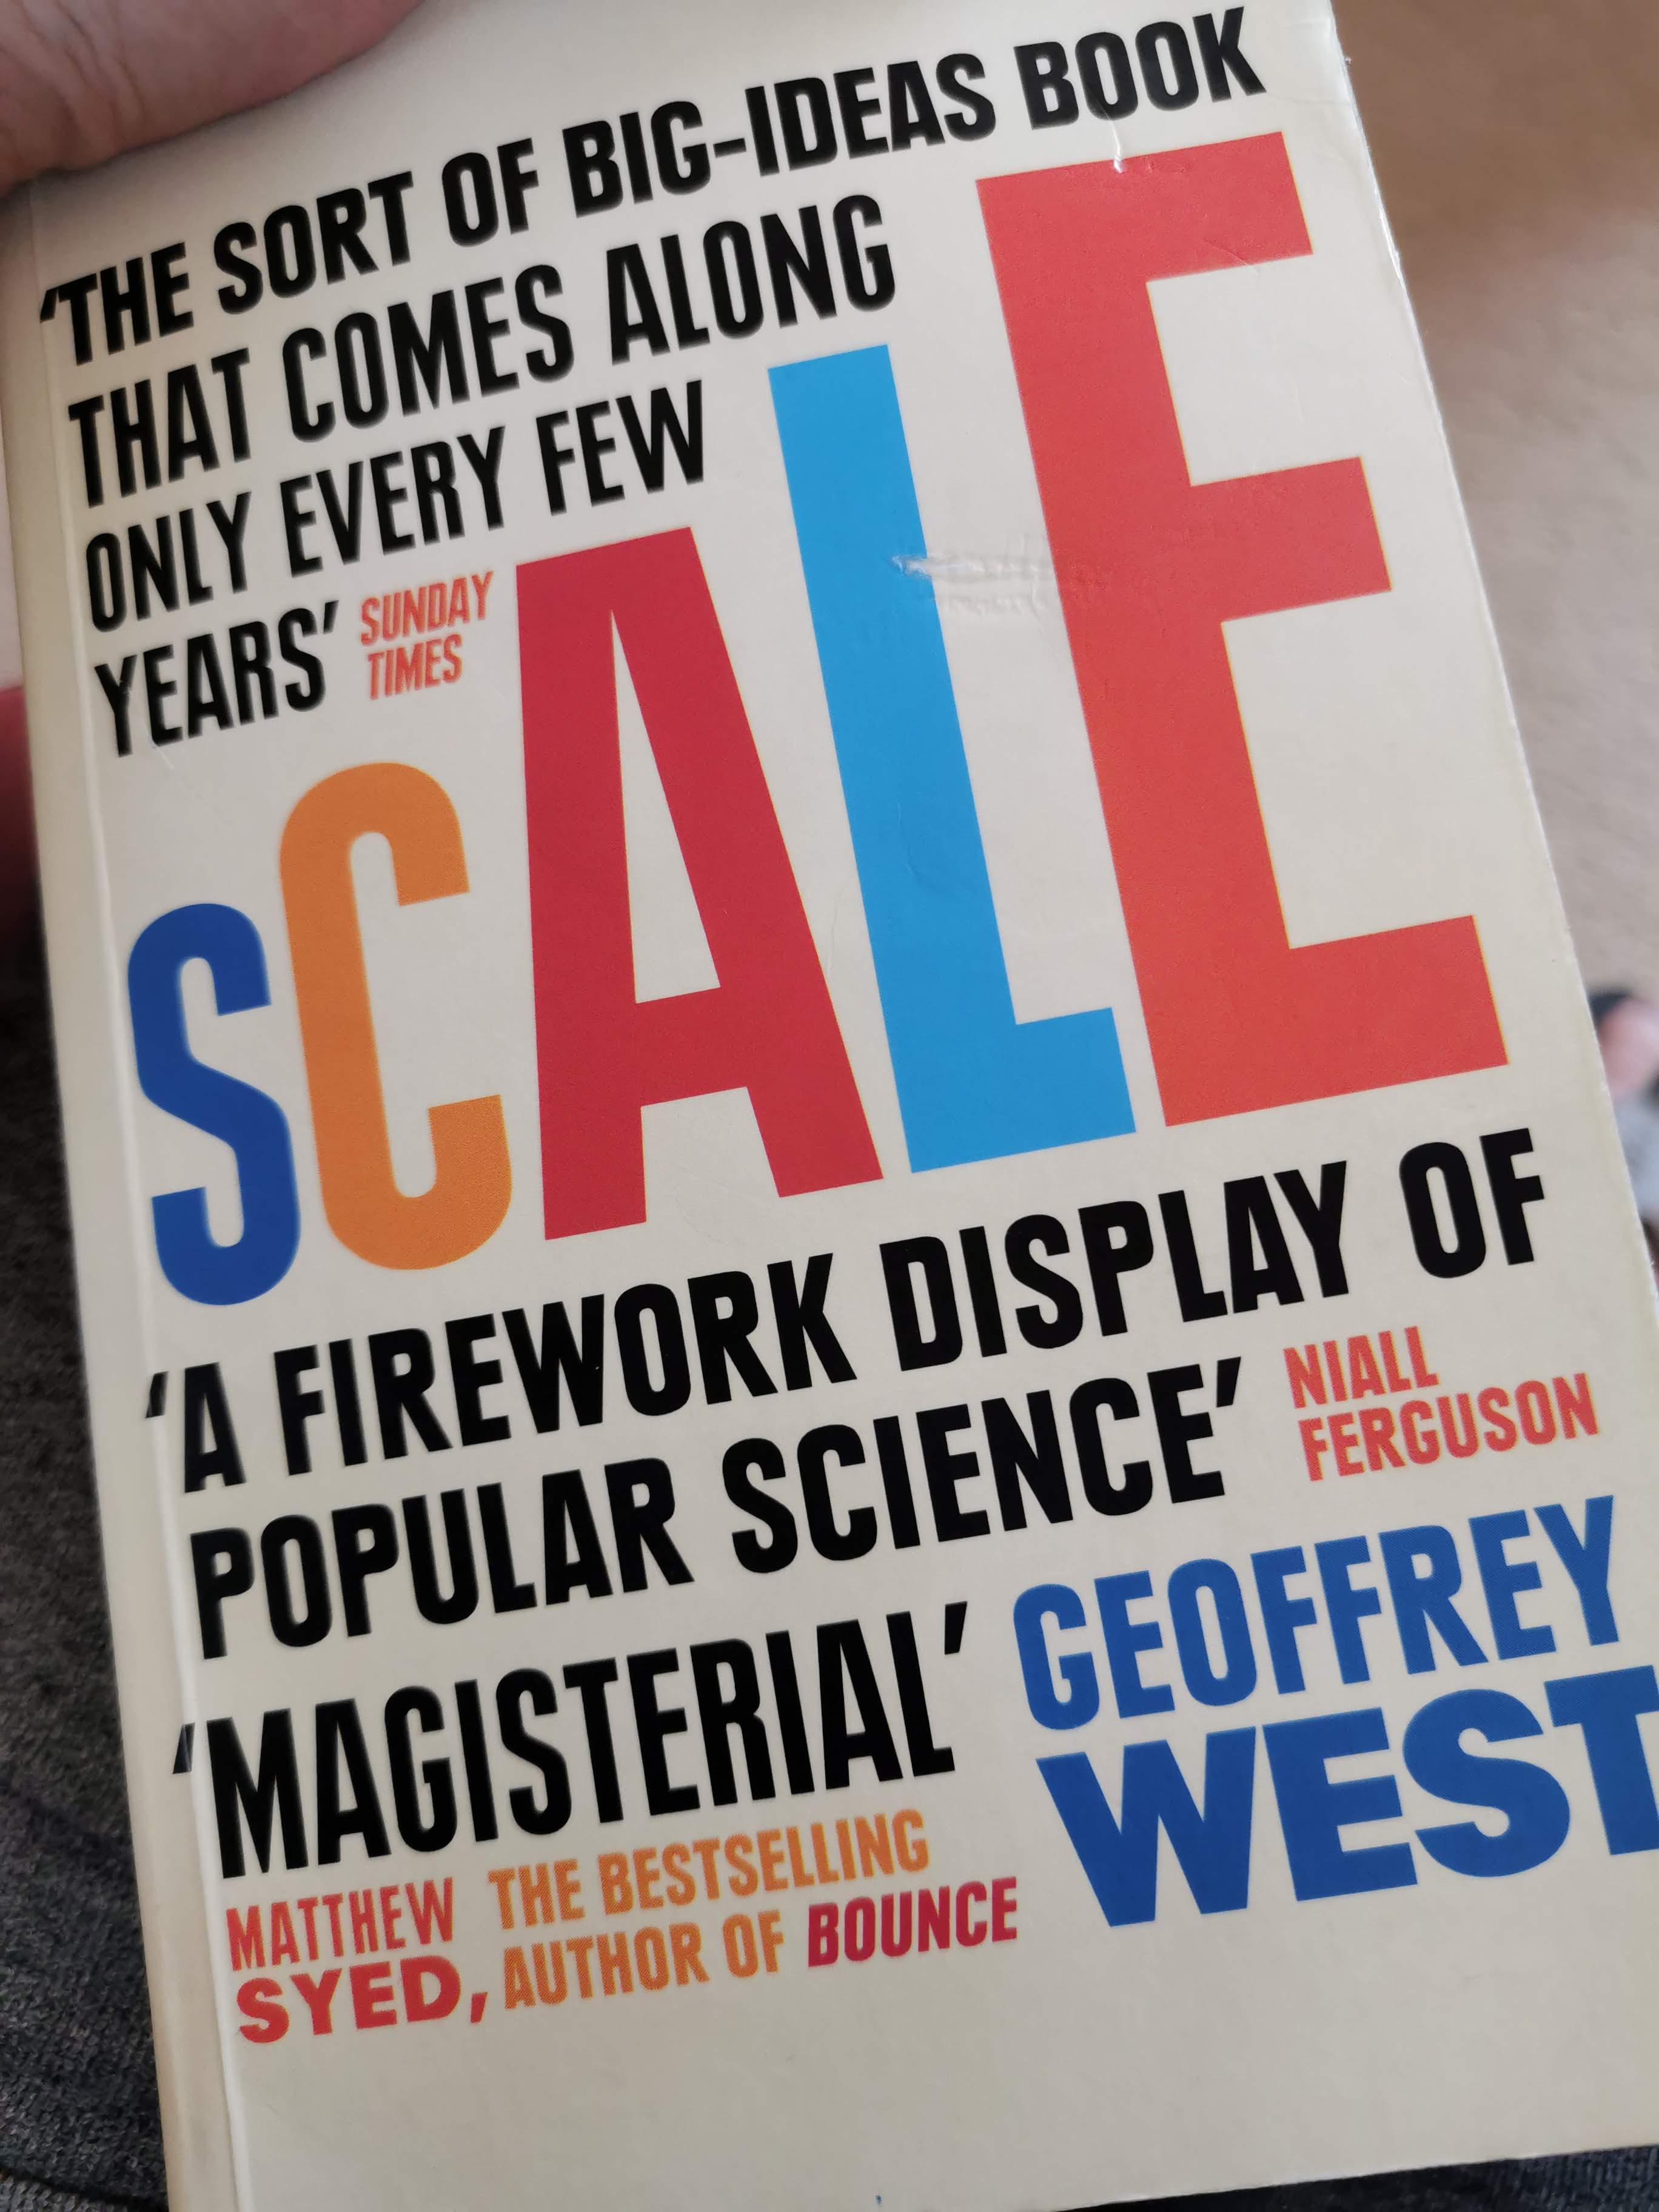 'THE SORT OF BIG-IDEAS BOOK
THAT COMES ALONG
ONLY EVERY FEW
YEARS' SUNDAY
TIMES
SCALE
'A FIREWORK DISPLAY OF
POPULAR SCIENCE' NIALL
FERGUSON
'MAGISTERIAL' GEOFFREY
WEST
MATTHEW THE BESTSELLING
SYED, AUTHOR OF BOUNCE